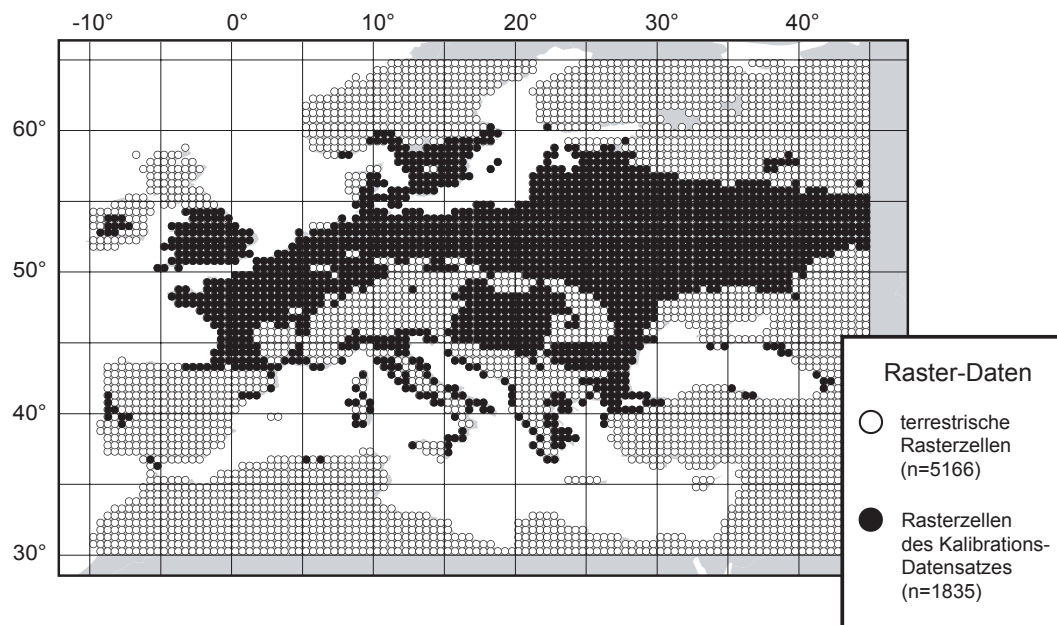 -10° 0° 10° 20° 30° 40°
60°
50°
40°
30°
Raster-Daten
terrestrische
Rasterzellen
(n=5166)
Rasterzellen
des Kalibrations-
Datensatzes
(n=1835)